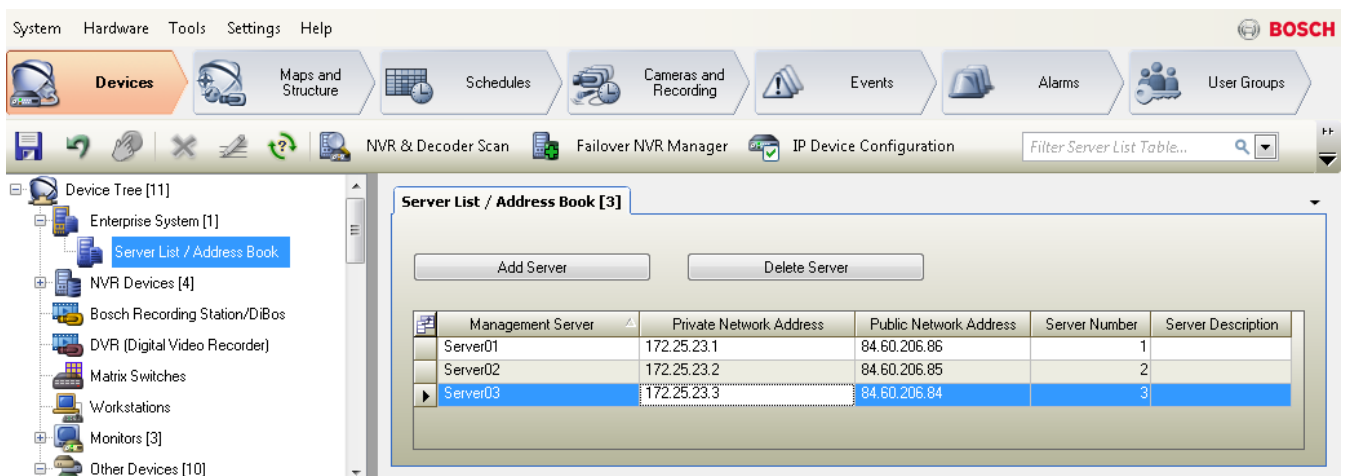 System Hardware Tools Settings Help
BOSCH
Devices Maps and Structure Schedules Cameras and Recording Events Alarms User Groups
NVR & Decoder Scan Failover NVR Manager IP Device Configuration Filter Server List Table...
Device Tree [11]
Enterprise System [1]
Server List / Address Book
NVR Devices [4]
Bosch Recording Station/DiBos
DVR (Digital Video Recorder)
Matrix Switches
Workstations
Monitors [3]
Other Devices [10]
Server List / Address Book [3]
Add Server Delete Server
Management Server Private Network Address Public Network Address Server Number Server Description
Server01 172.25.23.1 84.60.206.86 1
Server02 172.25.23.2 84.60.206.85 2
Server03 172.25.23.3 84.60.206.84 3